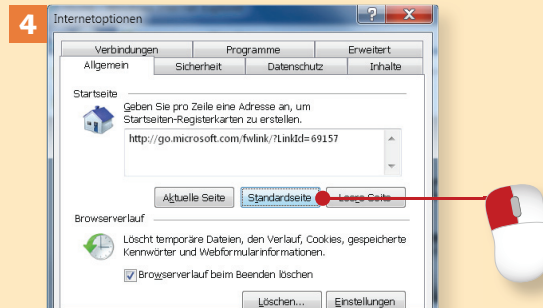 4
Internetoptionen
Verbindungen Programme Erweitert
Allgemein Sicherheit Datenschutz Inhalte
Startseite
Geben Sie pro Zeile eine Adresse an, um
Startseiten-Registerkarten zu erstellen.
http://go.microsoft.com/fwlink/?LinkId=69157
Aktuelle Seite Standardseite Leere Seite
Browserverlauf
Löscht temporäre Dateien, den Verlauf, Cookies, gespeicherte
Kennwörter und Webformularinformationen.
Browserverlauf beim Beenden löschen
Löschen... Einstellungen